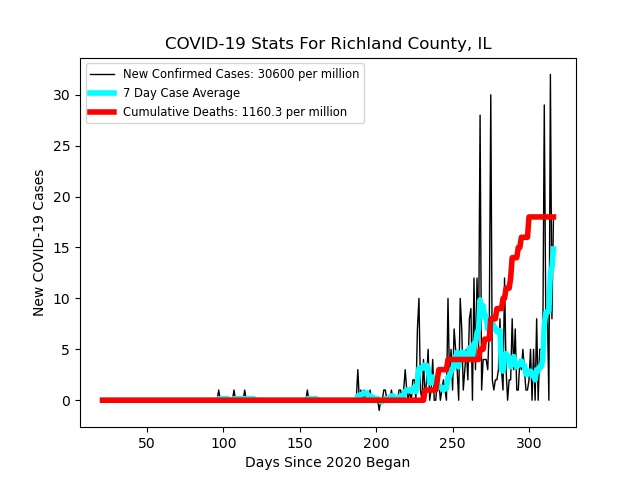 COVID-19 Stats For Richland County, IL
New Confirmed Cases: 30600 per million
7 Day Case Average
Cumulative Deaths: 1160.3 per million
New COVID-19 Cases
30
25
20
15
10
5
0
50 100 150 200 250 300
Days Since 2020 Began